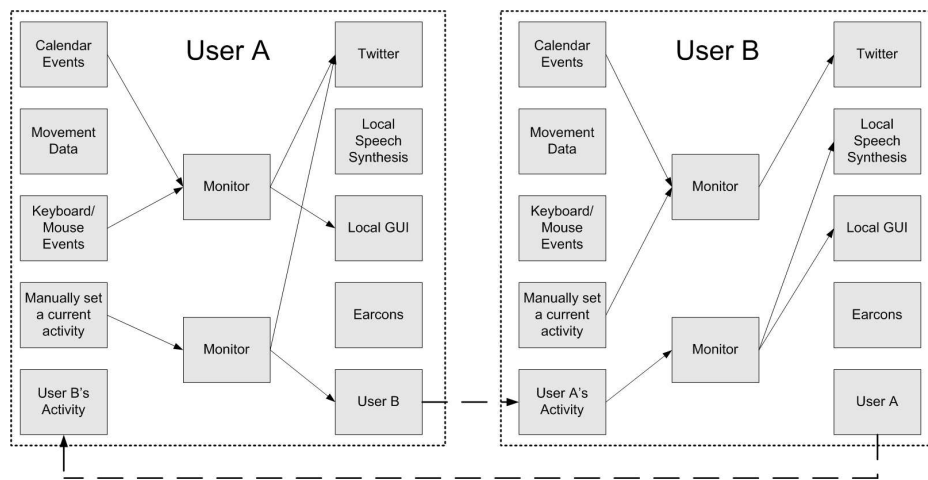 User A
Calendar
Events
Movement
Data
Keyboard/
Mouse
Events
Manually set
a current
activity
User B's
Activity
Monitor
Monitor
Twitter
Local
Speech
Synthesis
Local GUI
Earcons
User B
User B
Calendar
Events
Movement
Data
Keyboard/
Mouse
Events
Manually set
a current
activity
User A's
Activity
Monitor
Monitor
Twitter
Local
Speech
Synthesis
Local GUI
Earcons
User A